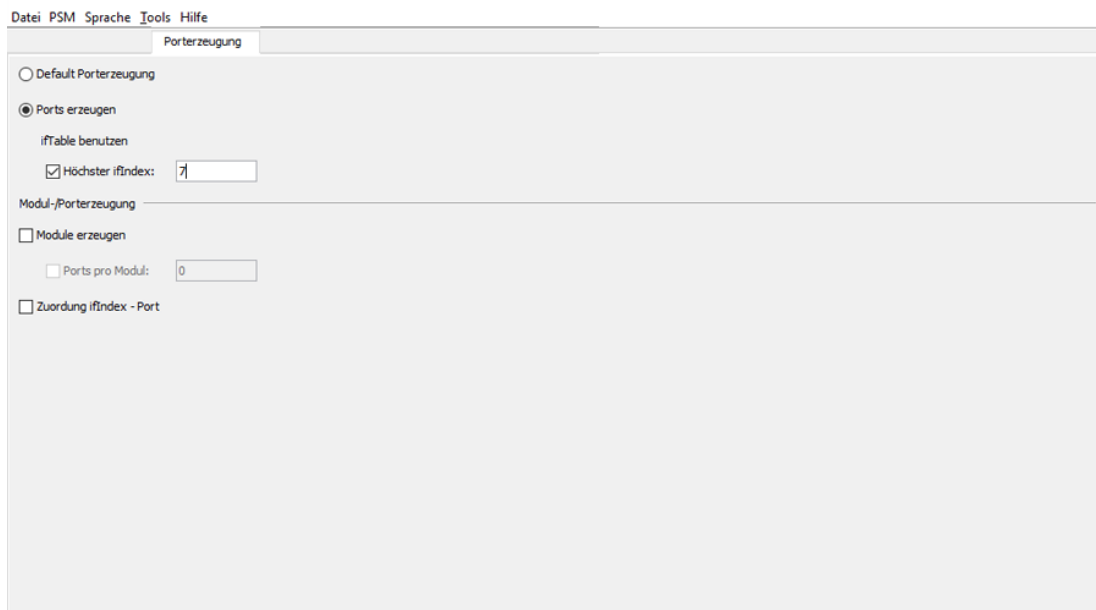 Datei PSM Sprache Tools Hilfe
Porterzeugung
Default Porterzeugung
Ports erzeugen
ifTable benutzen
Höchster ifIndex: 7
Modul-/Porterzeugung
Module erzeugen
Ports pro Modul: 0
Zuordung ifIndex - Port